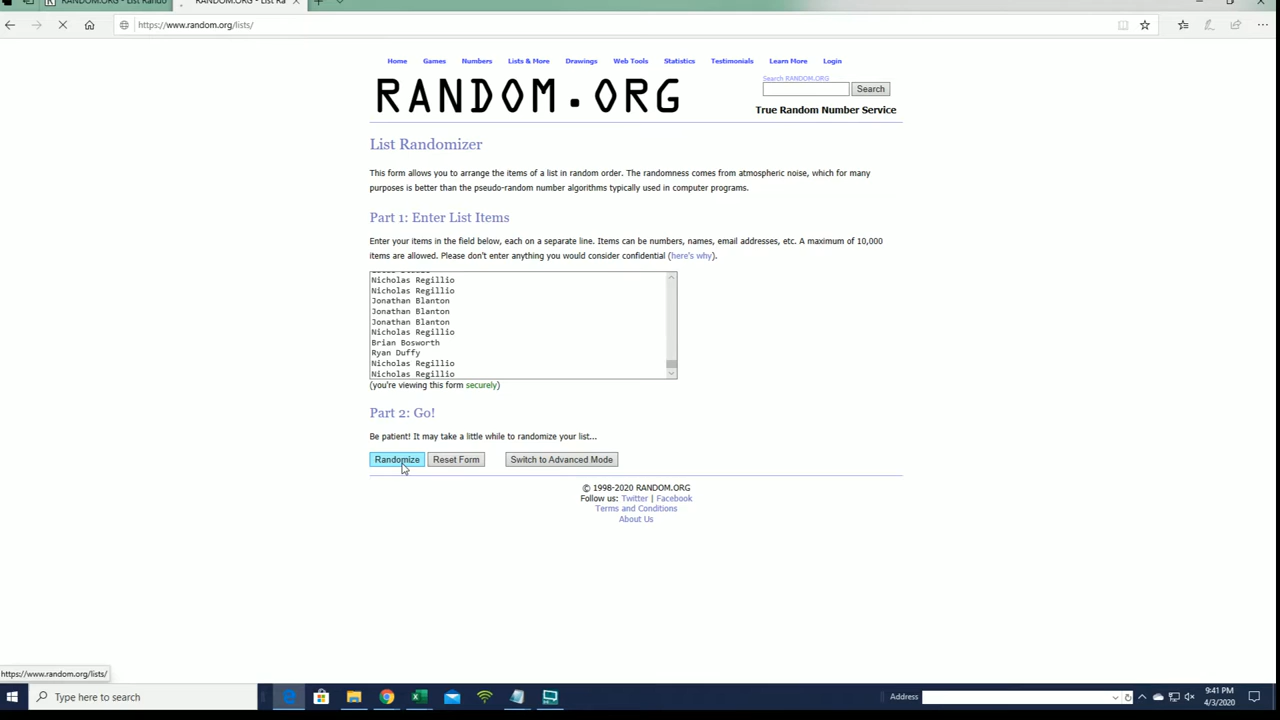 RANDOM.ORG - List Rando
RANDOM.ORG - List Ra
https://www.random.org/lists/
Home Games Numbers Lists & More Drawings Web Tools Statistics Testimonials Learn More Login
RANDOM.ORG
Search RANDOM.ORG
Search
True Random Number Service
List Randomizer
This form allows you to arrange the items of a list in random order. The randomness comes from atmospheric noise, which for many
purposes is better than the pseudo-random number algorithms typically used in computer programs.
Part 1: Enter List Items
Enter your items in the field below, each on a separate line. Items can be numbers, names, email addresses, etc. A maximum of 10,000
items are allowed. Please don't enter anything you would consider confidential (here's why).
Nicholas Regillio
Nicholas Regillio
Jonathan Blanton
Jonathan Blanton
Jonathan Blanton
Nicholas Regillio
Brian Bosworth
Ryan Duffy
Nicholas Regillio
Nicholas Regillio
(you're viewing this form securely)
Part 2: Go!
Be patient! It may take a little while to randomize your list...
Randomize Reset Form Switch to Advanced Mode
© 1998-2020 RANDOM.ORG
Follow us: Twitter | Facebook
Terms and Conditions
About Us
https://www.random.org/lists/
Type here to search
Address
9:41 PM
4/3/2020